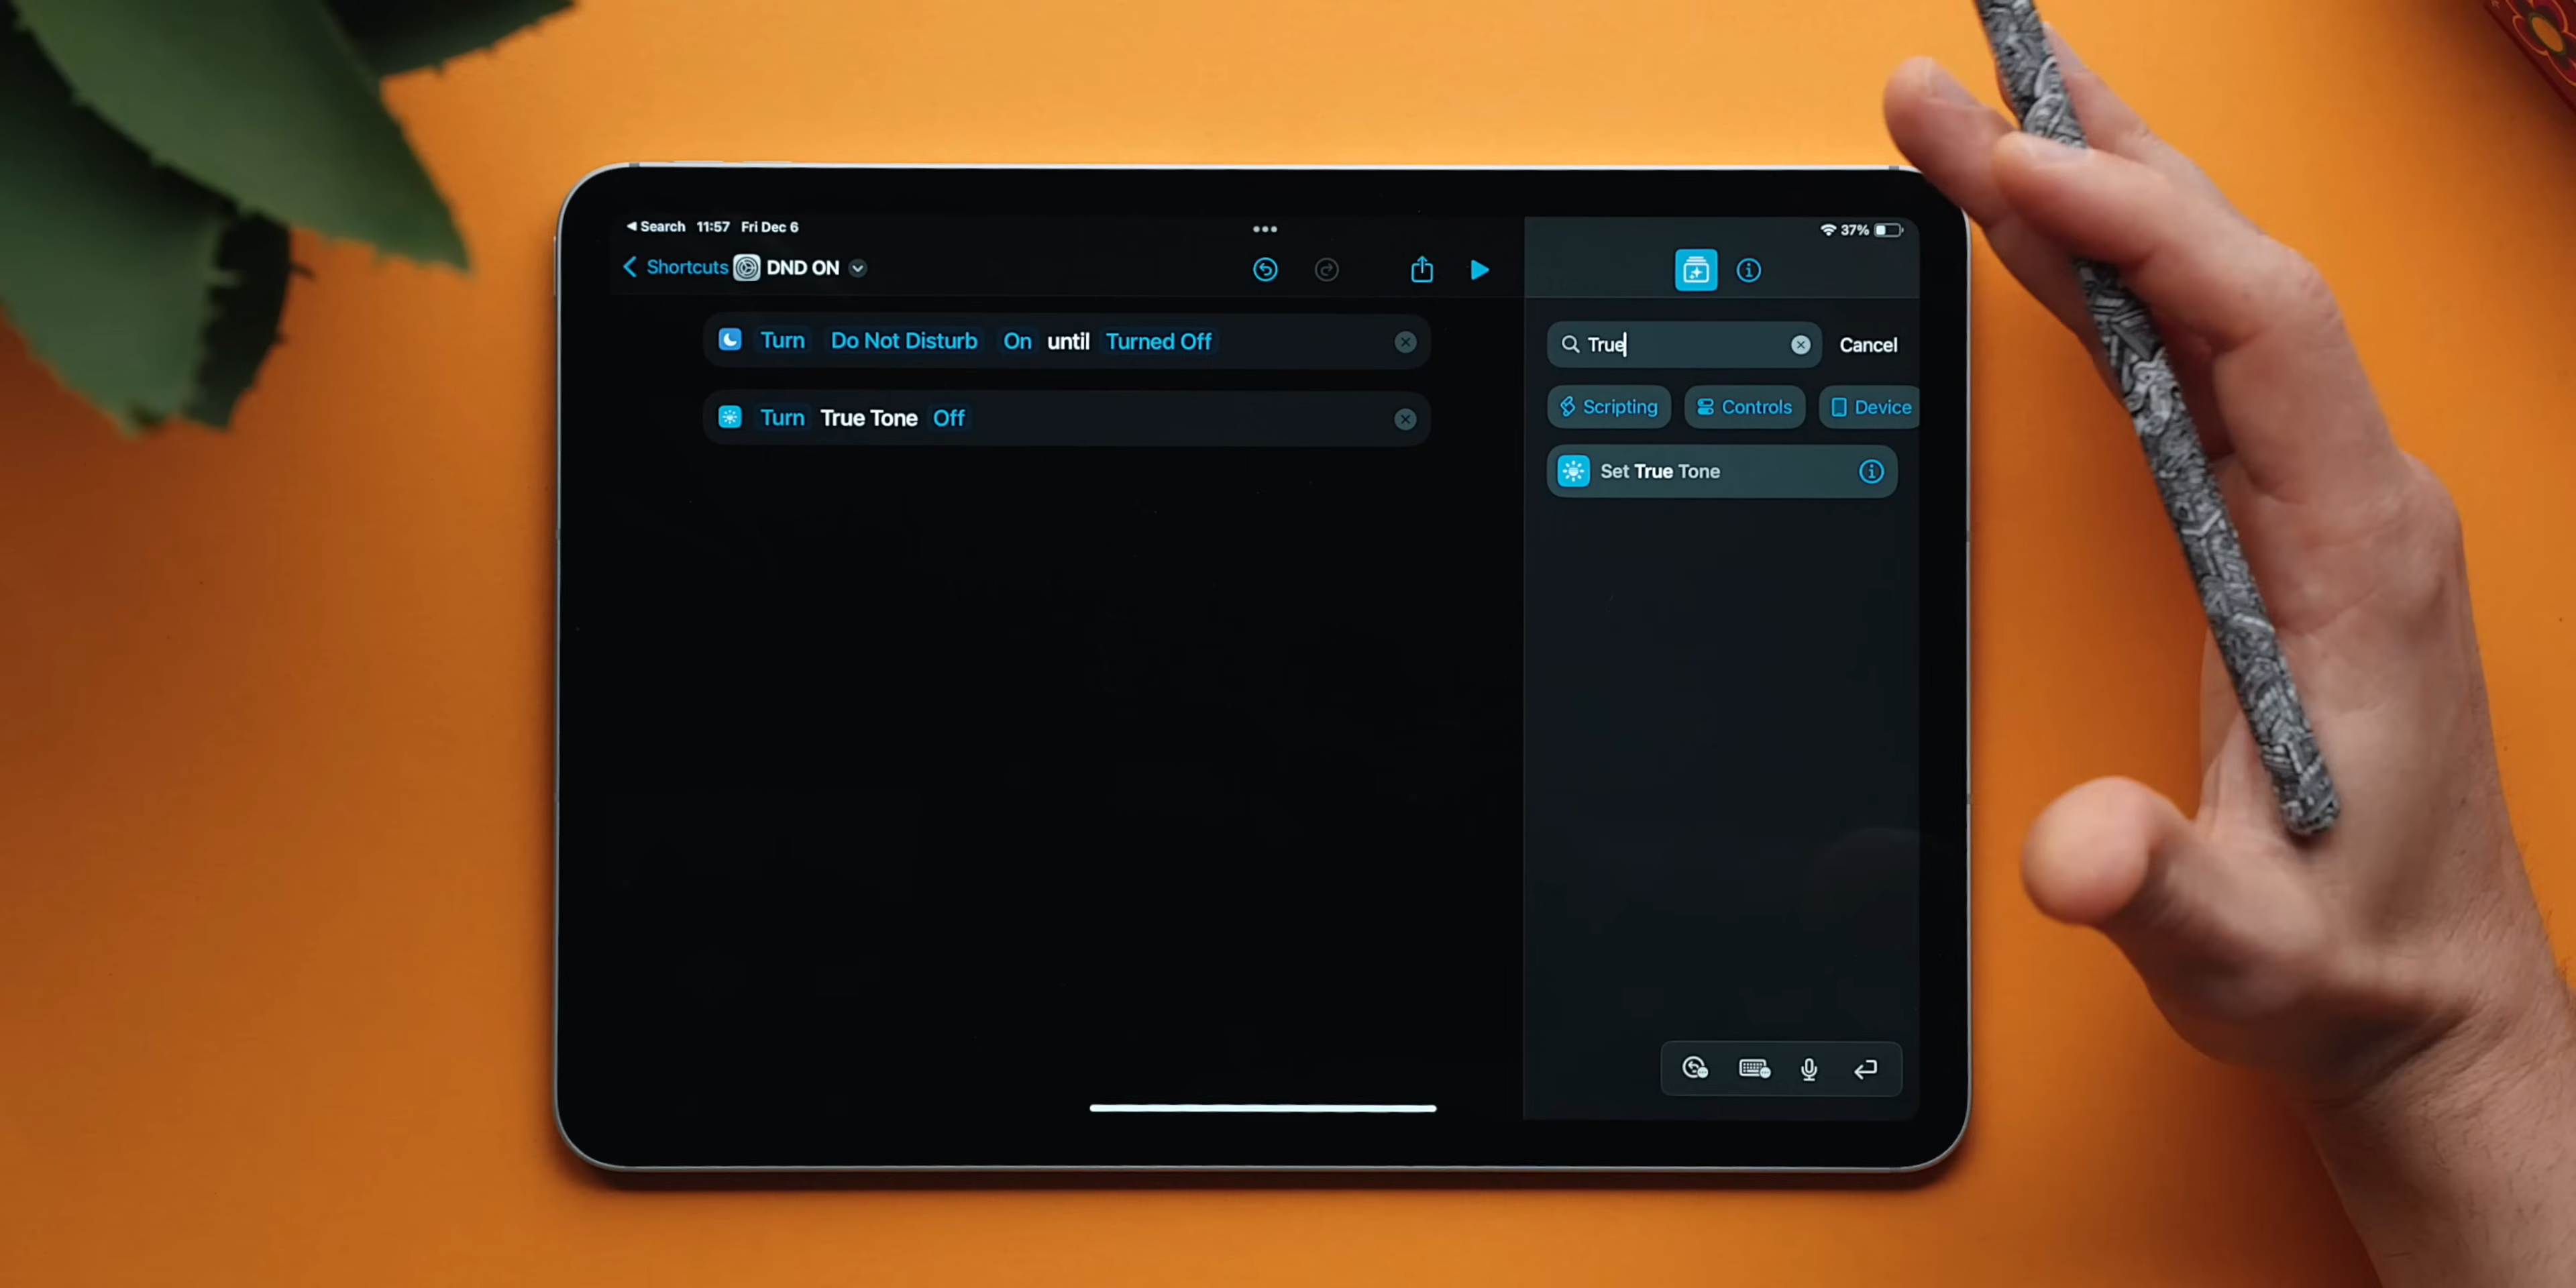 Search 11:57 Fri Dec 6
37%
Shortcuts DND ON
Turn Do Not Disturb On until Turned Off
Turn True Tone Off
True
Cancel
Scripting Controls Device
Set True Tone